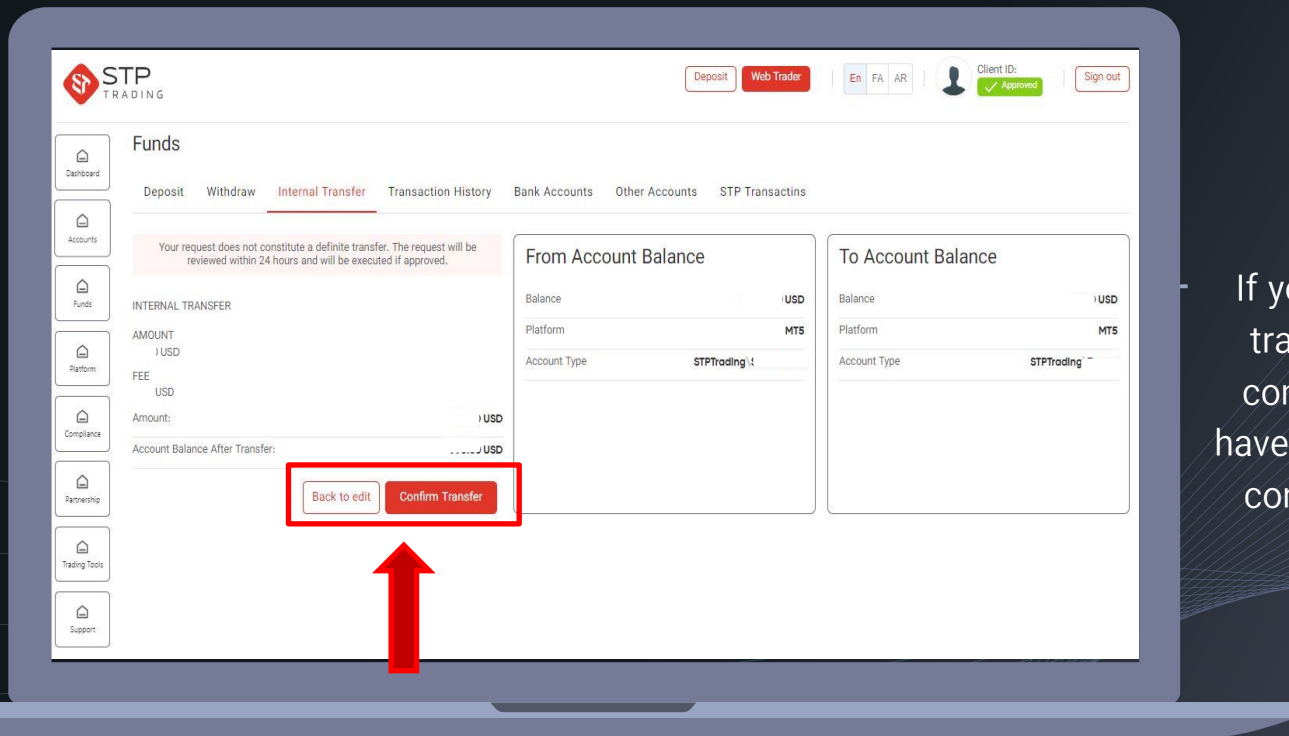 STP
TRADING
Deposit
Web Trader
En FA AR
Client ID:
Approved
Sign out
Dashboard
Accounts
Funds
Platform
Compliance
Partnership
Trading Tools
Support
Funds
Deposit Withdraw Internal Transfer Transaction History Bank Accounts Other Accounts STP Transactins
Your request does not constitute a definite transfer. The request will be
reviewed within 24 hours and will be executed if approved.
INTERNAL TRANSFER
AMOUNT
USD
FEE
USD
Amount: USD
Account Balance After Transfer: USD
Back to edit
Confirm Transfer
From Account Balance
Balance USD
Platform MT5
Account Type STPTrading\
To Account Balance
Balance USD
Platform MT5
Account Type STPTrading
If
have